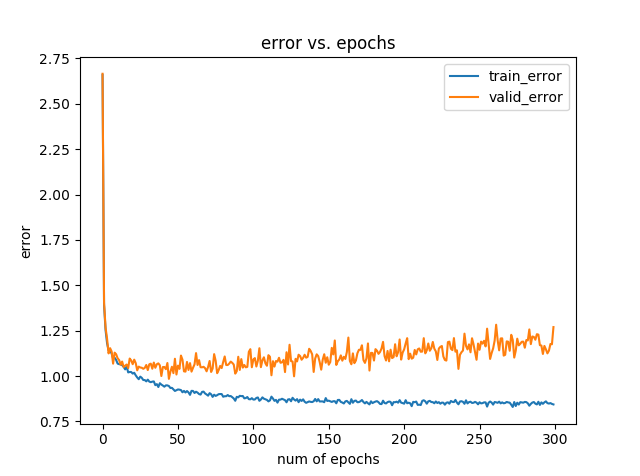 error vs. epochs
train_error
valid_error
2.75
2.50
2.25
2.00
1.75
1.50
1.25
1.00
0.75
error
0 50 100 150 200 250 300
num of epochs